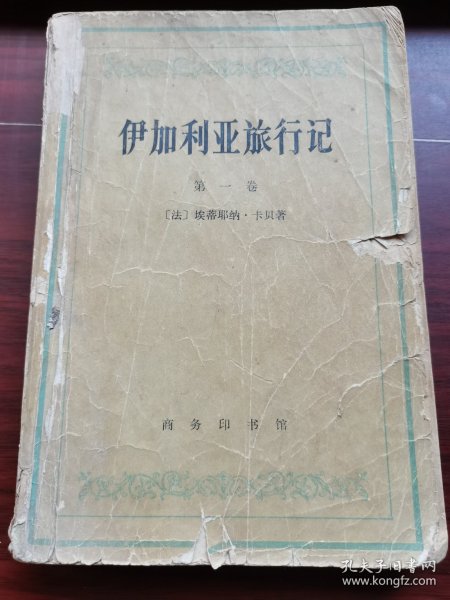 伊加利亚旅行记
第一卷
〔法〕埃蒂耶纳·卡贝著
商务印书馆
孔夫子旧书网
www.kongfz.com